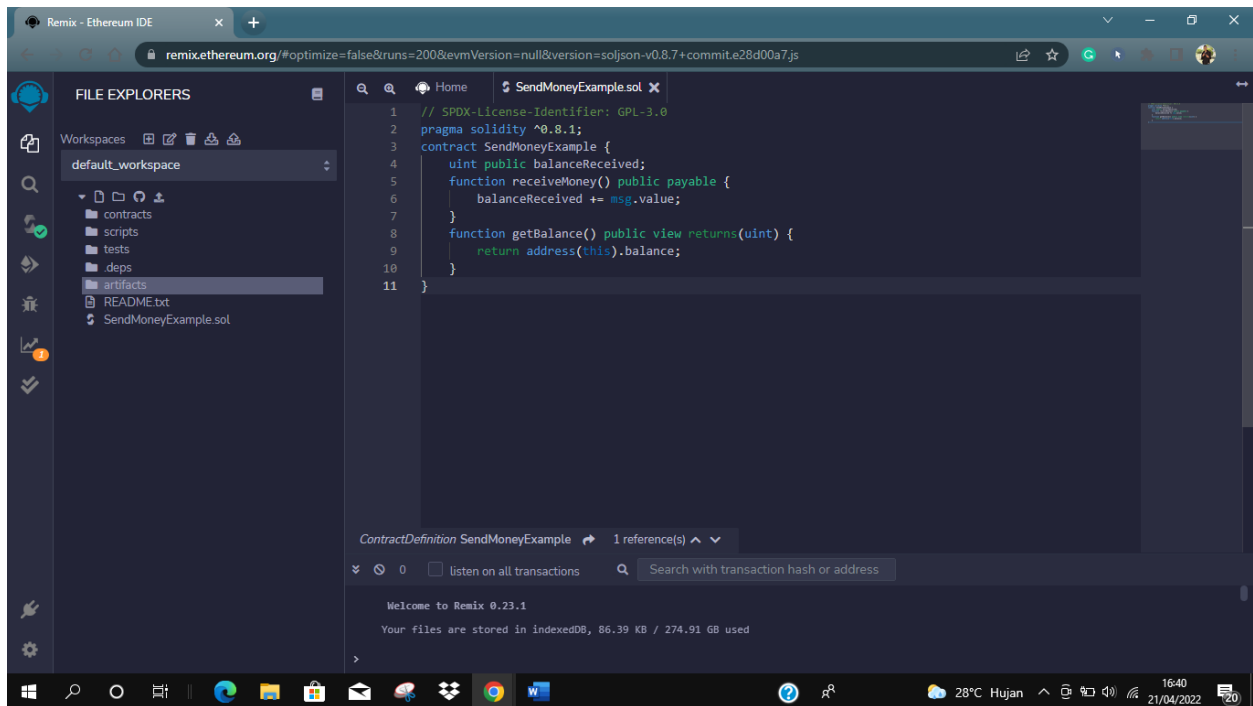 Remix - Ethereum IDE
remix.ethereum.org/#optimize=false&runs=200&evmVersion=null&version=soljson-v0.8.7+commit.e28d00a7.js
FILE EXPLORERS
Workspaces
default_workspace
contracts
scripts
tests
.deps
artifacts
README.txt
SendMoneyExample.sol
1
Home
SendMoneyExample.sol
1 // SPDX-License-Identifier: GPL-3.0
2 pragma solidity ^0.8.1;
3 contract SendMoneyExample {
4 uint public balanceReceived;
5 function receiveMoney() public payable {
6 balanceReceived += msg.value;
7 }
8 function getBalance() public view returns(uint) {
9 return address(this).balance;
10 }
11 }
ContractDefinition SendMoneyExample 1 reference(s)
0 listen on all transactions Search with transaction hash or address
Welcome to Remix 0.23.1
Your files are stored in indexedDB, 86.39 KB / 274.91 GB used
>
28°C Hujan
16:40
21/04/2022
20